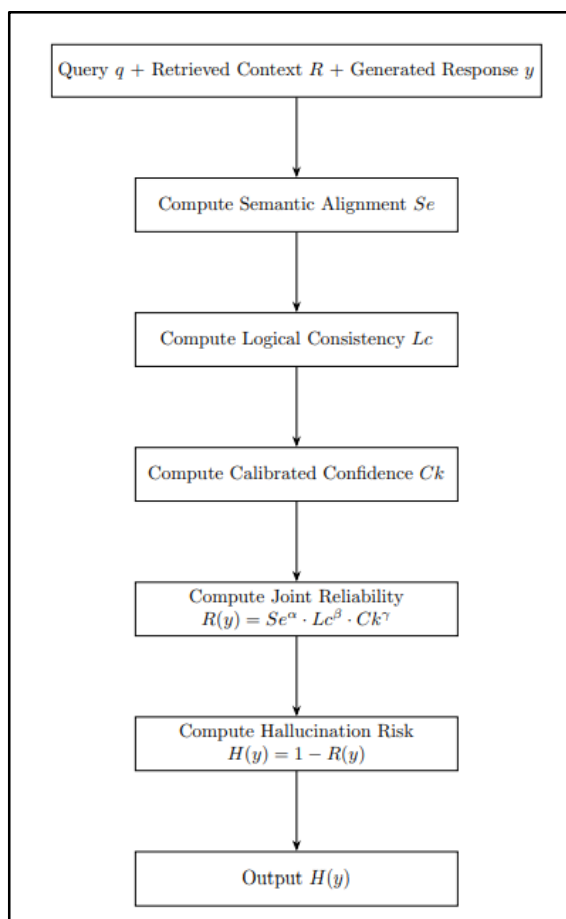 Query q + Retrieved Context R + Generated Response y
Compute Semantic Alignment Se
Compute Logical Consistency Lc
Compute Calibrated Confidence Ck
Compute Joint Reliability
R(y) = Se^α · Lc^β · Ck^γ
Compute Hallucination Risk
H(y) = 1 − R(y)
Output H(y)